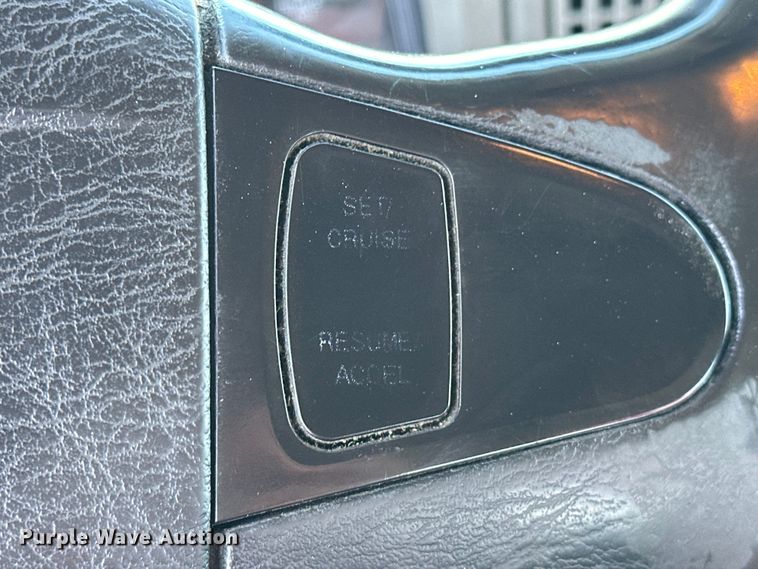 SET/
CRUISE
RESUME/
ACCEL
Purple Wave Auction